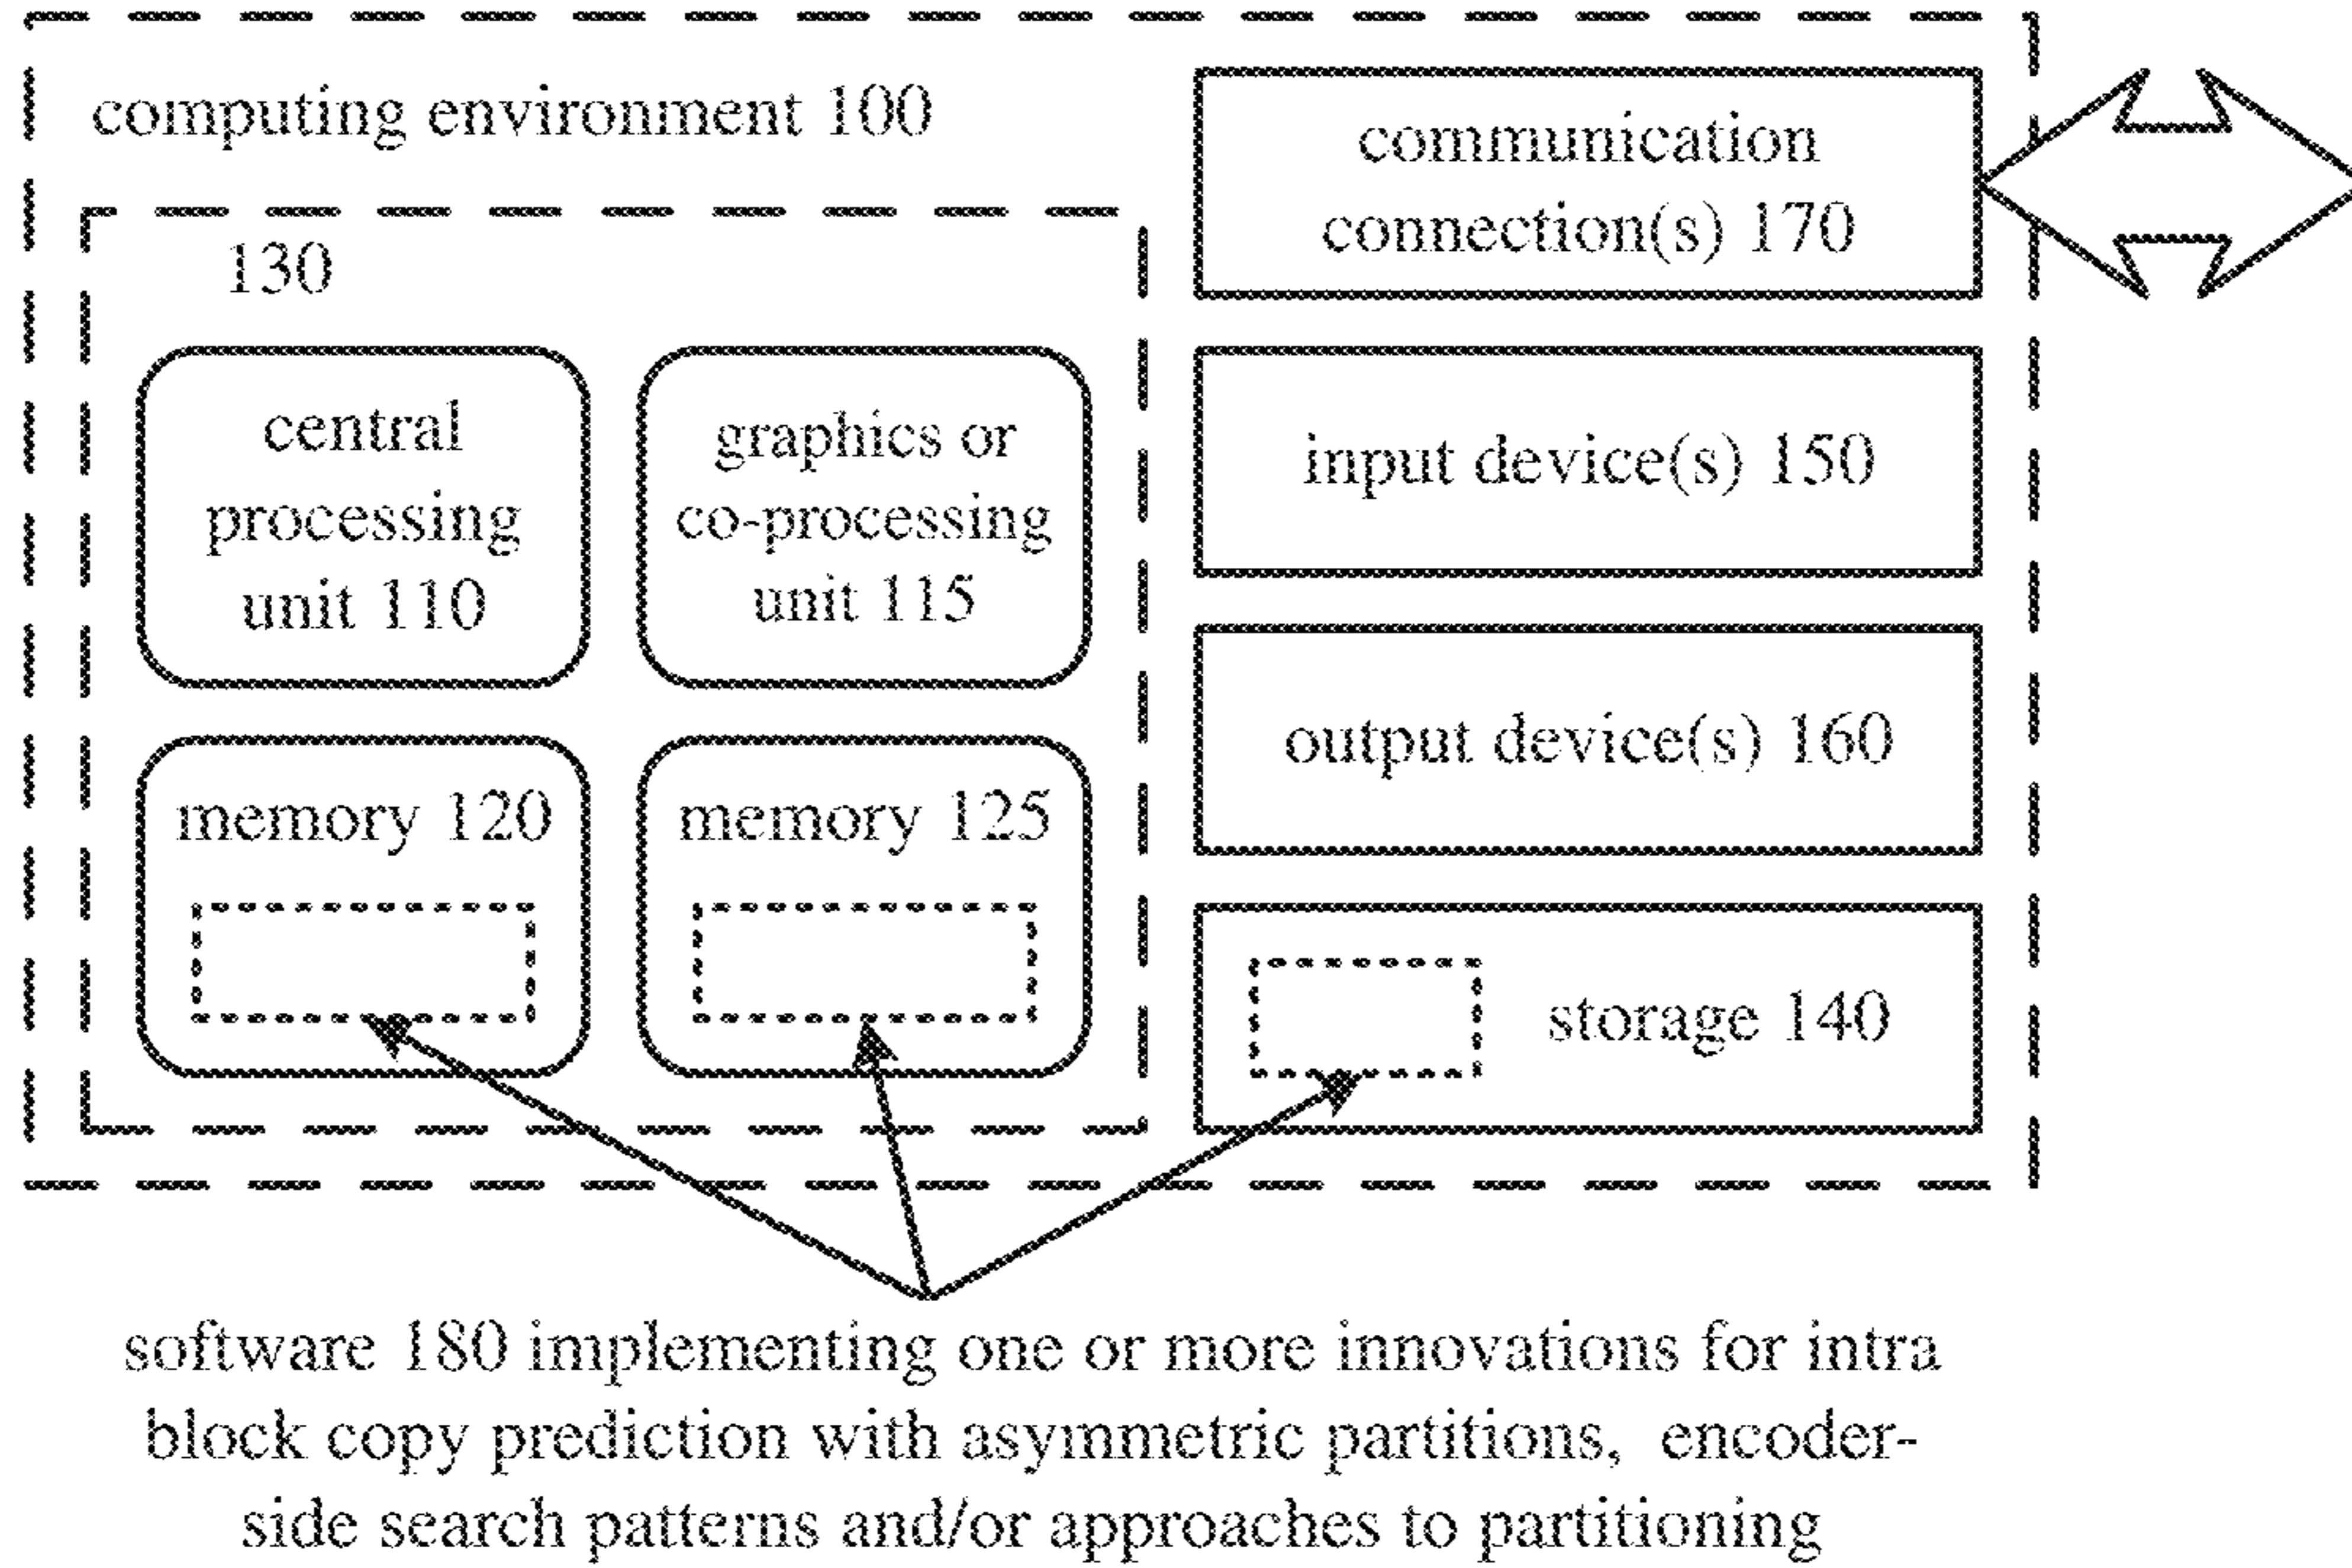 computing environment 100
130
central
processing
unit 110
graphics or
co-processing
unit 115
memory 120
memory 125
communication
connection(s) 170
input device(s) 150
output device(s) 160
storage 140
software 180 implementing one or more innovations for intra
block copy prediction with asymmetric partitions, encoder-
side search patterns and/or approaches to partitioning